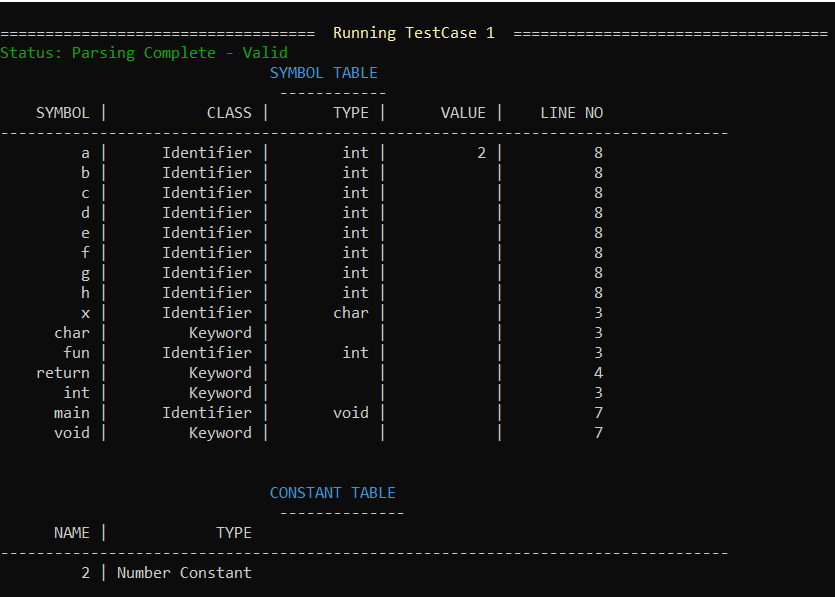 =================================== Running TestCase 1 ===================================
Status: Parsing Complete - Valid
SYMBOL TABLE
------------
SYMBOL | CLASS | TYPE | VALUE | LINE NO
---------------------------------------------------------------------------------
a | Identifier | int | 2 | 8
b | Identifier | int | | 8
c | Identifier | int | | 8
d | Identifier | int | | 8
e | Identifier | int | | 8
f | Identifier | int | | 8
g | Identifier | int | | 8
h | Identifier | int | | 8
x | Identifier | char | | 3
char | Keyword | | | 3
fun | Identifier | int | | 3
return | Keyword | | | 4
int | Keyword | | | 3
main | Identifier | void | | 7
void | Keyword | | | 7
CONSTANT TABLE
--------------
NAME | TYPE
---------------------------------------------------------------------------------
2 | Number Constant